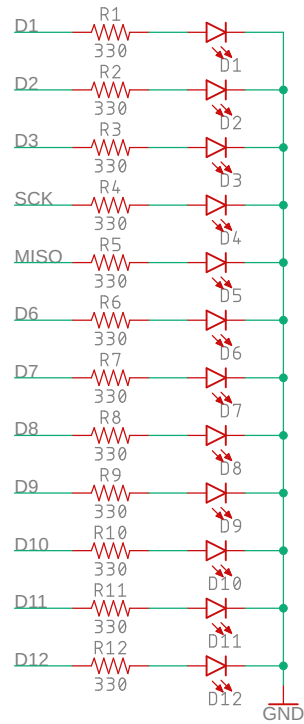 D1 R1
330 D1
D2 R2
330 D2
D3 R3
330 D3
SCK R4
330 D4
MISO R5
330 D5
D6 R6
330 D6
D7 R7
330 D7
D8 R8
330 D8
D9 R9
330 D9
D10 R10
330 D10
D11 R11
330 D11
D12 R12
330 D12
GND